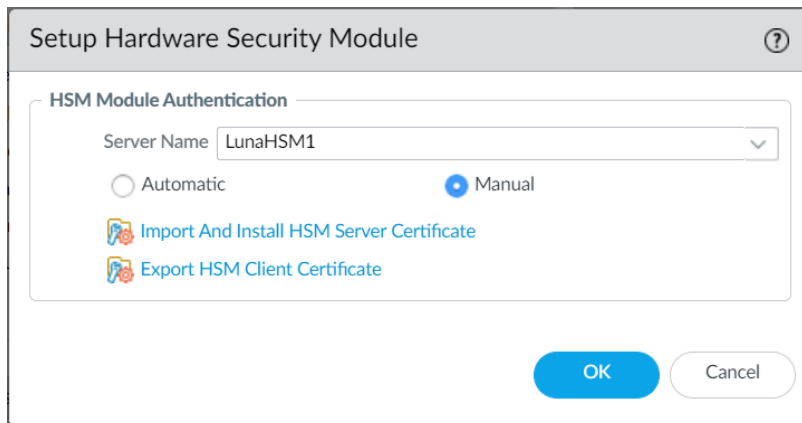 Setup Hardware Security Module
HSM Module Authentication
Server Name LunaHSM1
Automatic Manual
Import And Install HSM Server Certificate
Export HSM Client Certificate
OK Cancel